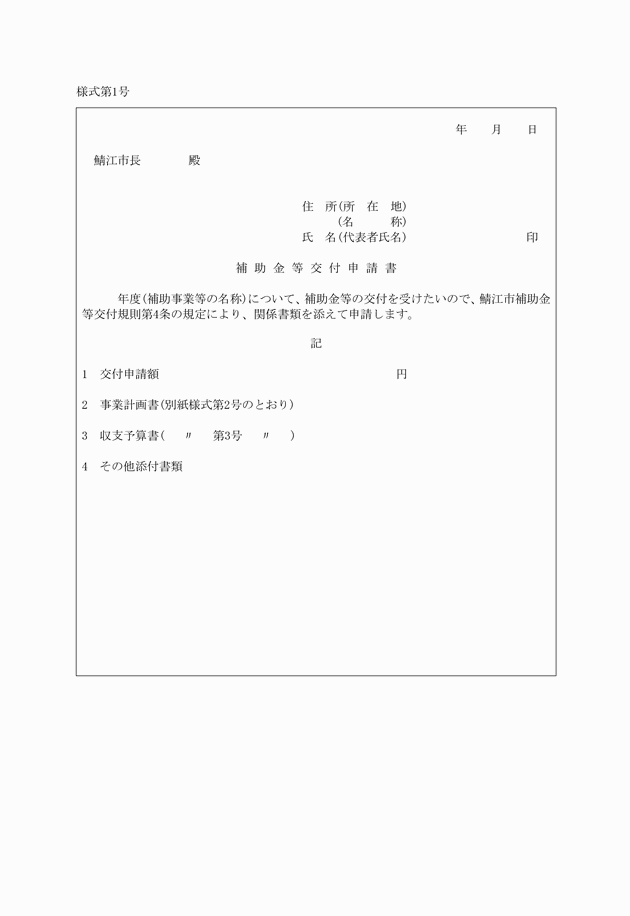 様式第1号
年　　月　　日
鯖江市長　　　　殿
住　所(所　在　地)
(名　　　称)
氏　名(代表者氏名)　　　　　　　　　　印
補助金等交付申請書
年度(補助事業等の名称)について、補助金等の交付を受けたいので、鯖江市補助金
等交付規則第4条の規定により、関係書類を添えて申請します。
記
1　交付申請額　　　　　　　　　　　　　　　　　　　　円
2　事業計画書(別紙様式第2号のとおり)
3　収支予算書(　〃　第3号　〃　)
4　その他添付書類